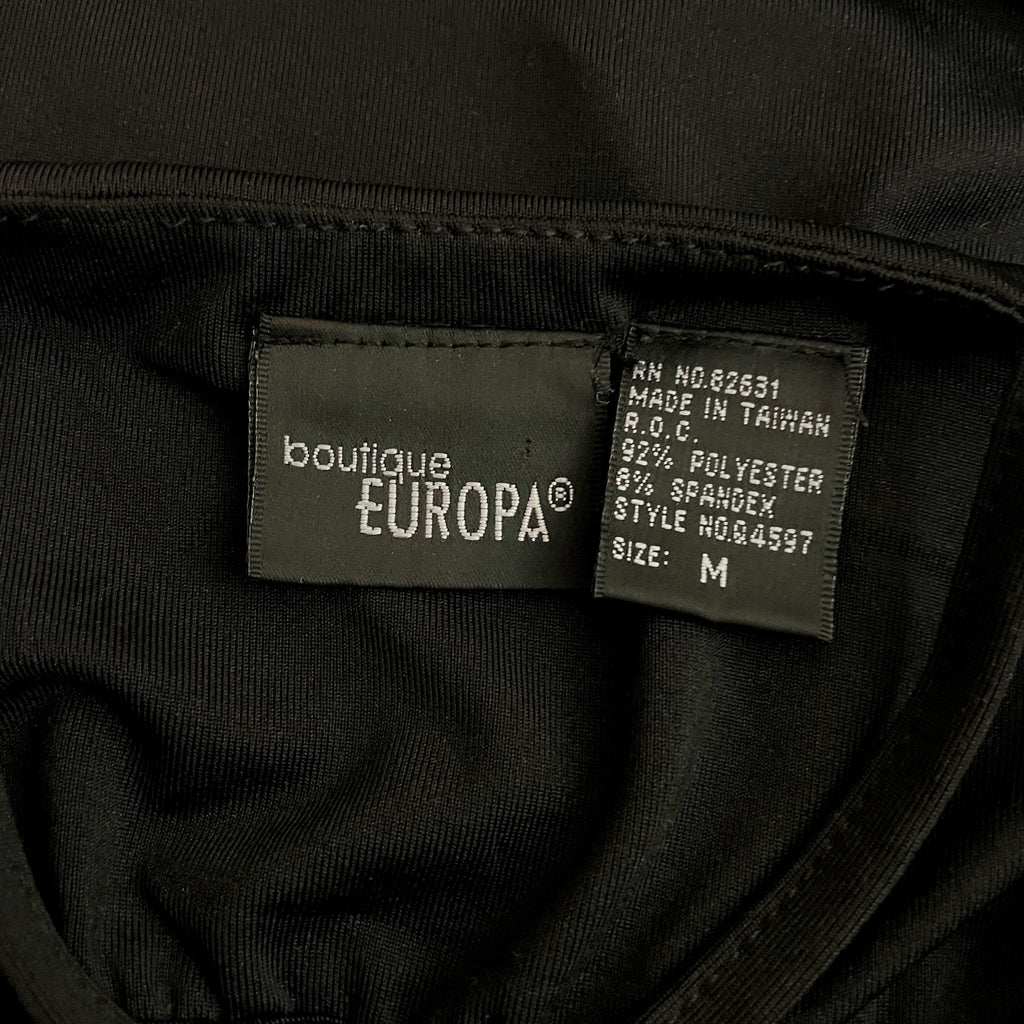 boutique
EUROPA®
RN NO.82631
MADE IN TAIWAN
R.O.C.
92% POLYESTER
8% SPANDEX
STYLE NO.Q4597
SIZE: M